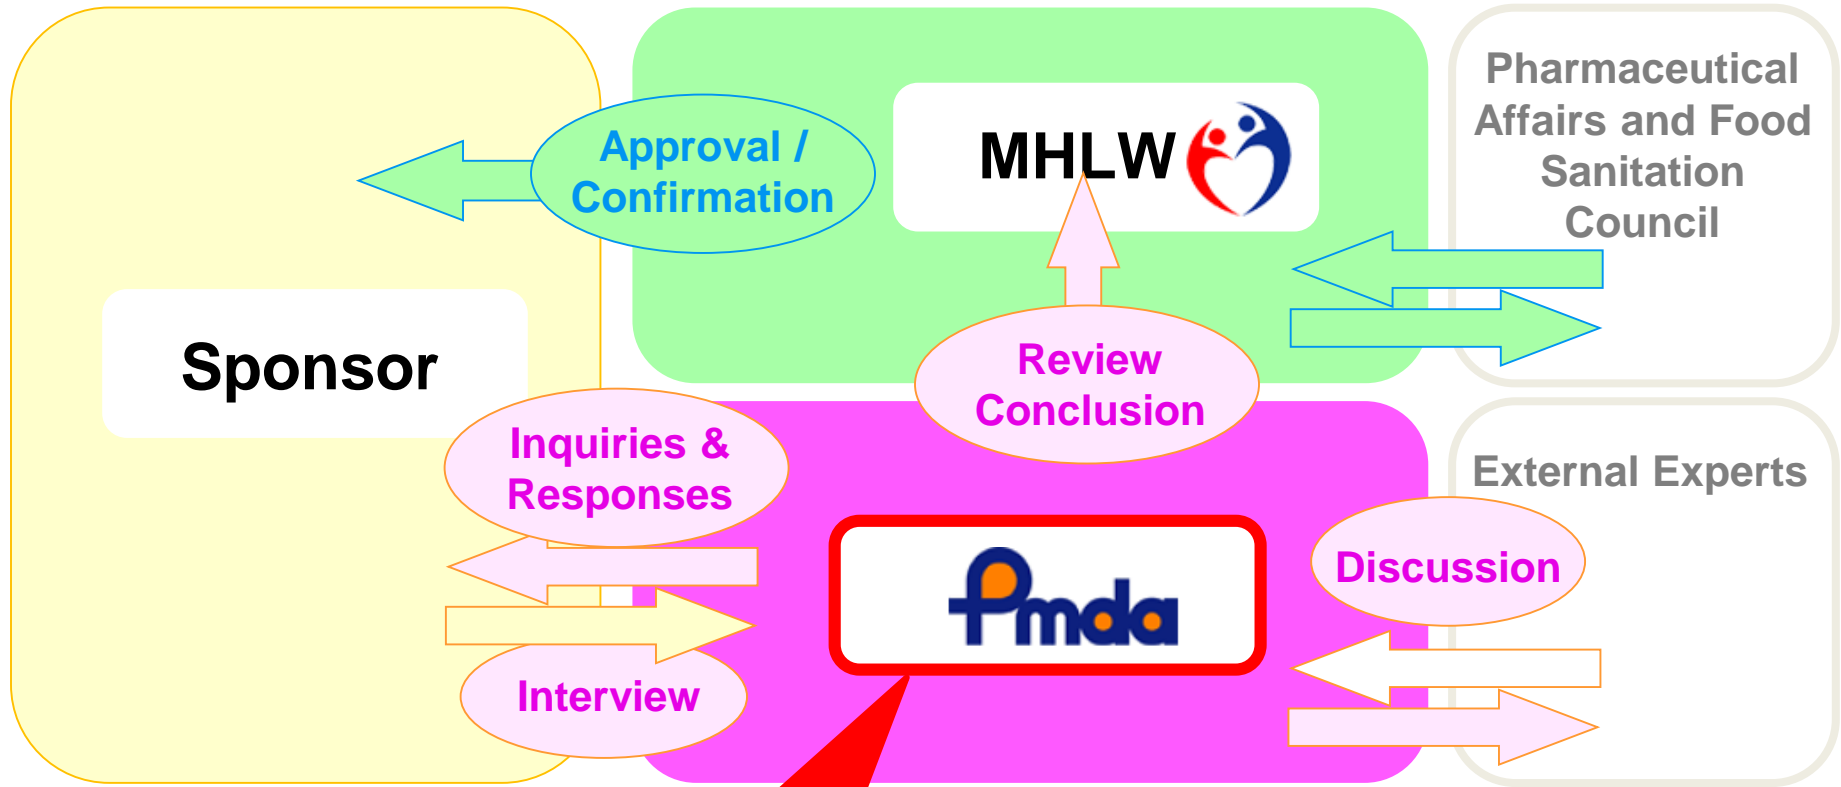 Pharmaceutical
Affairs and Food
Sanitation
Council
MHLW
Approval /
Confirmation
Sponsor
Review
Conclusion
Inquiries &
Responses
External Experts
Discussion
Pmda
Interview